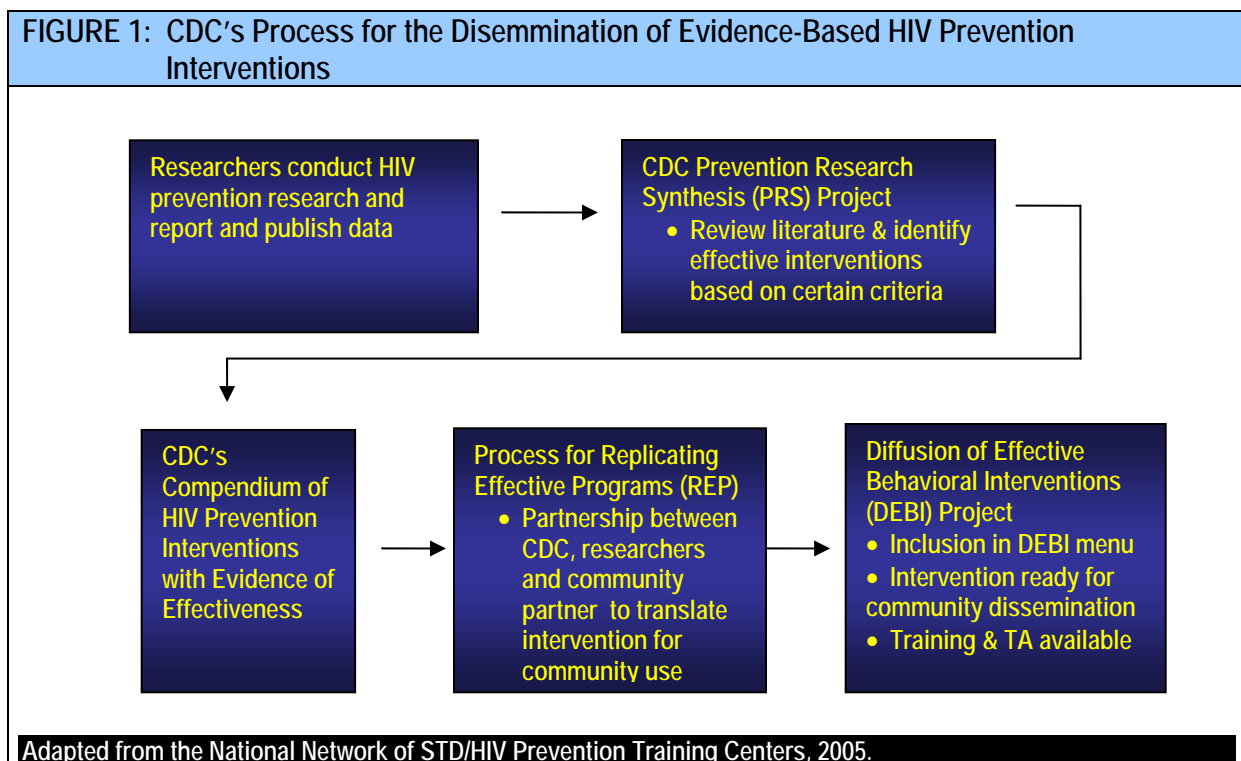 FIGURE 1: CDC's Process for the Disemmination of Evidence-Based HIV Prevention
Interventions
Researchers conduct HIV
prevention research and
report and publish data
CDC Prevention Research
Synthesis (PRS) Project
• Review literature & identify
effective interventions
based on certain criteria
CDC's
Compendium of
HIV Prevention
Interventions
with Evidence of
Effectiveness
Process for Replicating
Effective Programs (REP)
• Partnership between
CDC, researchers
and community
partner to translate
intervention for
community use
Diffusion of Effective
Behavioral Interventions
(DEBI) Project
• Inclusion in DEBI menu
• Intervention ready for
community dissemination
• Training & TA available
Adapted from the National Network of STD/HIV Prevention Training Centers, 2005.